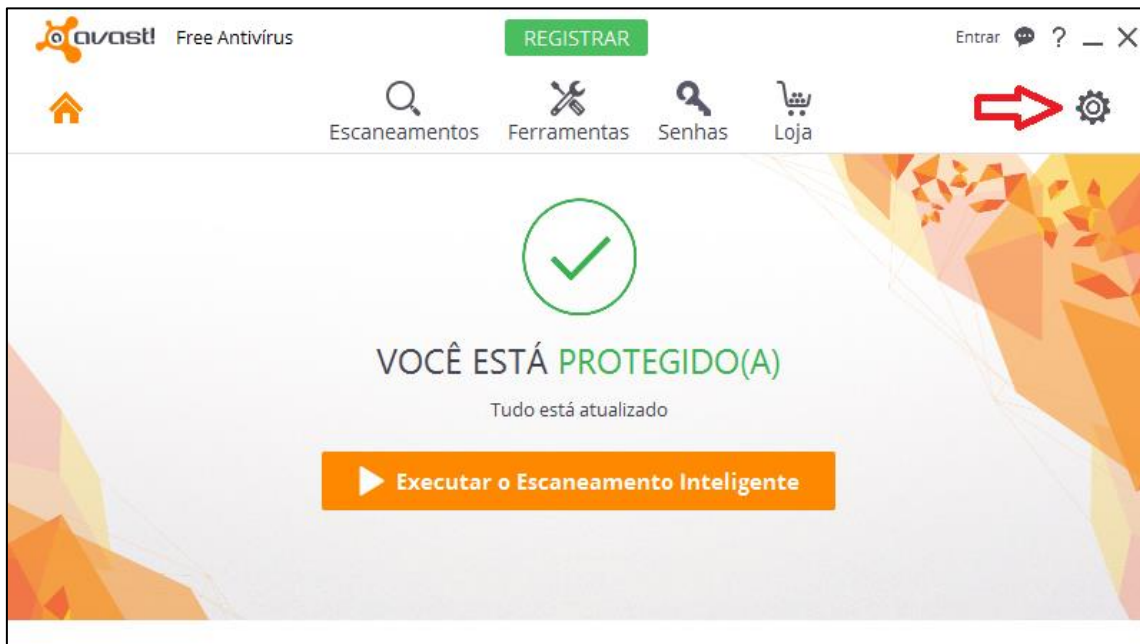 avast! Free Antivírus
REGISTRAR
Entrar ?
Escaneamentos Ferramentas Senhas Loja
VOCÊ ESTÁ PROTEGIDO(A)
Tudo está atualizado
Executar o Escaneamento Inteligente